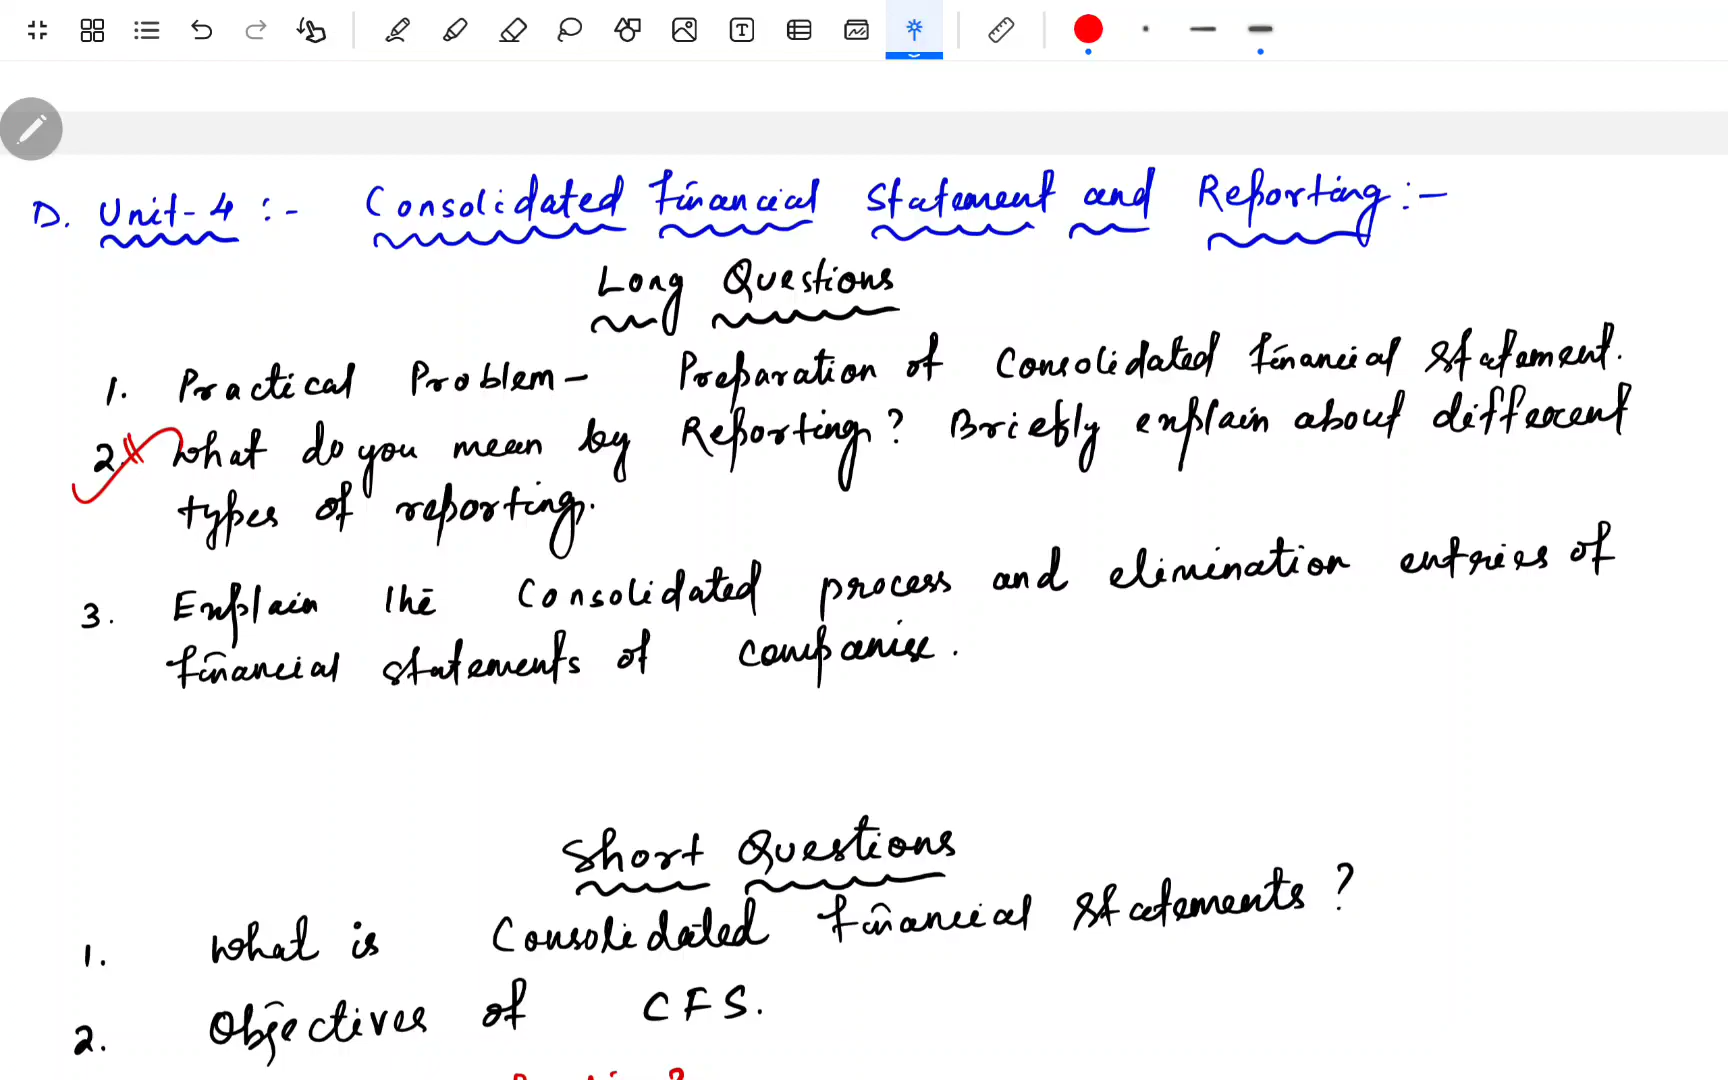 D. Unit-4 :- Consolidated Financial Statement and Reporting :-
Long Questions
1. Practical Problem - Preparation of Consolidated Financial Statement.
2. What do you mean by Reporting? Briefly explain about different
types of reporting.
3. Explain the Consolidated process and elimination entries of
financial statements of companies.
Short Questions
1. What is Consolidated Financial Statements?
2. Objectives of CFS.